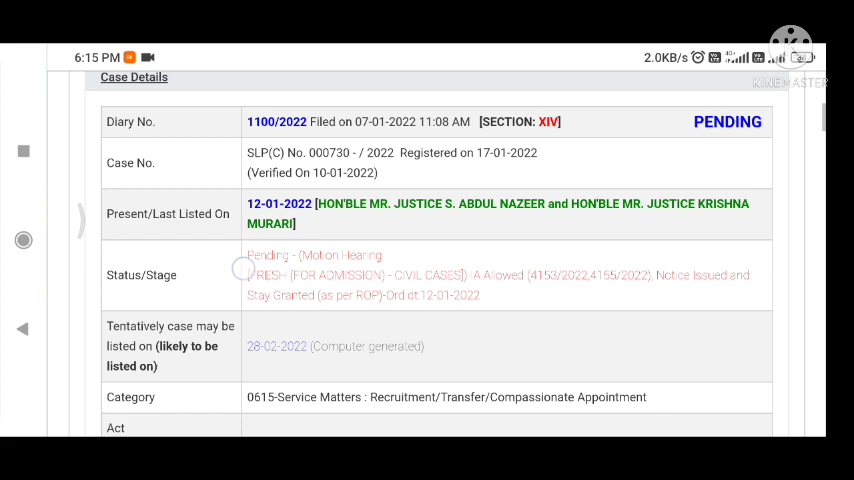 6:15 PM
2.0KB/s
KINEMASTER
Case Details
Diary No.
1100/2022 Filed on 07-01-2022 11:08 AM [SECTION: XIV]
PENDING
Case No.
SLP(C) No. 000730 - / 2022 Registered on 17-01-2022
(Verified On 10-01-2022)
Present/Last Listed On
12-01-2022 [HON'BLE MR. JUSTICE S. ABDUL NAZEER and HON'BLE MR. JUSTICE KRISHNA
MURARI]
Status/Stage
Pending - (Motion Hearing
[FRESH (FOR ADMISSION) - CIVIL CASES]) IA Allowed (4153/2022,4155/2022), Notice Issued and
Stay Granted (as per ROP)-Ord dt:12-01-2022
Tentatively case may be
listed on (likely to be
listed on)
28-02-2022 (Computer generated)
Category
0615-Service Matters : Recruitment/Transfer/Compassionate Appointment
Act